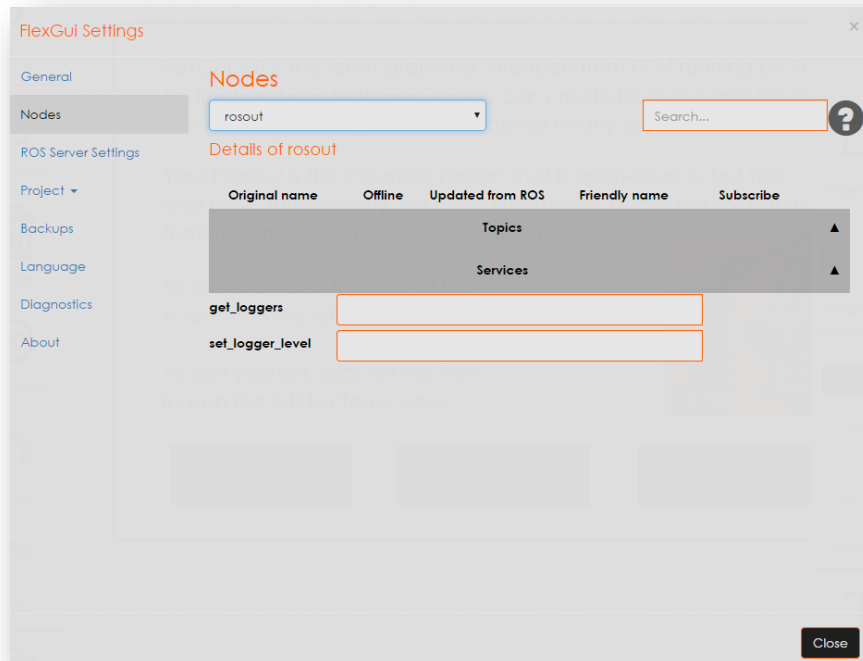 FlexGui Settings
×
General
Nodes
ROS Server Settings
Project
Backups
Language
Diagnostics
About
Nodes
rosout
Search...
?
Details of rosout
Original name Offline Updated from ROS Friendly name Subscribe
Topics
Services
get_loggers
set_logger_level
Close